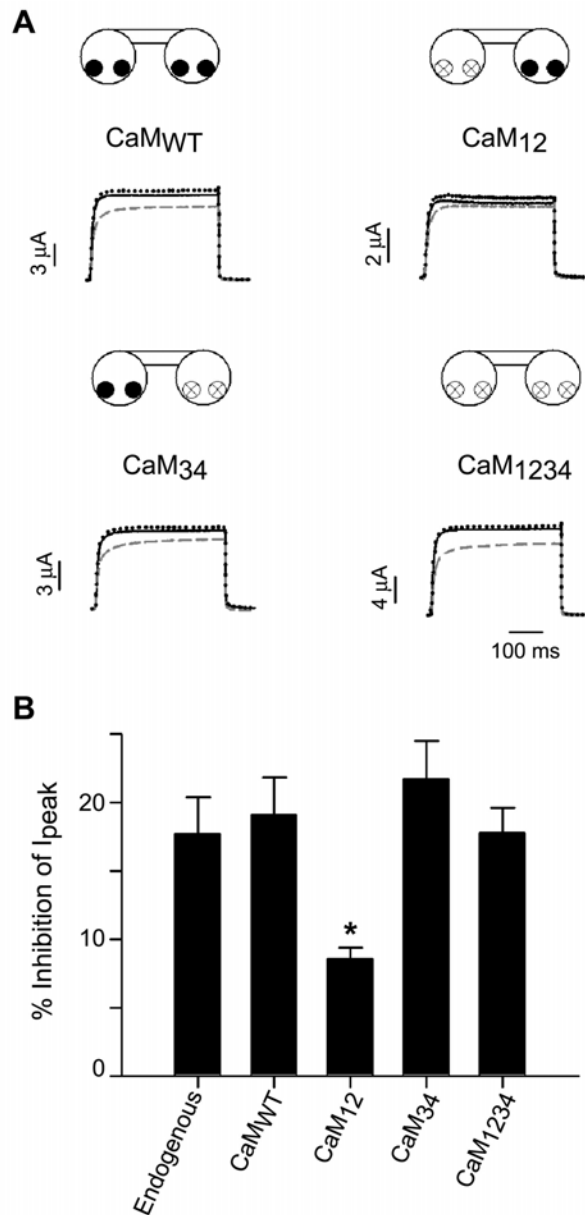 A
CaMWT
CaM12
3 µA
2 µA
CaM34
CaM1234
3 µA
4 µA
100 ms
B
% Inhibition of Ipeak
20
10
0
*
Endogenous
CaMWT
CaM12
CaM34
CaM1234